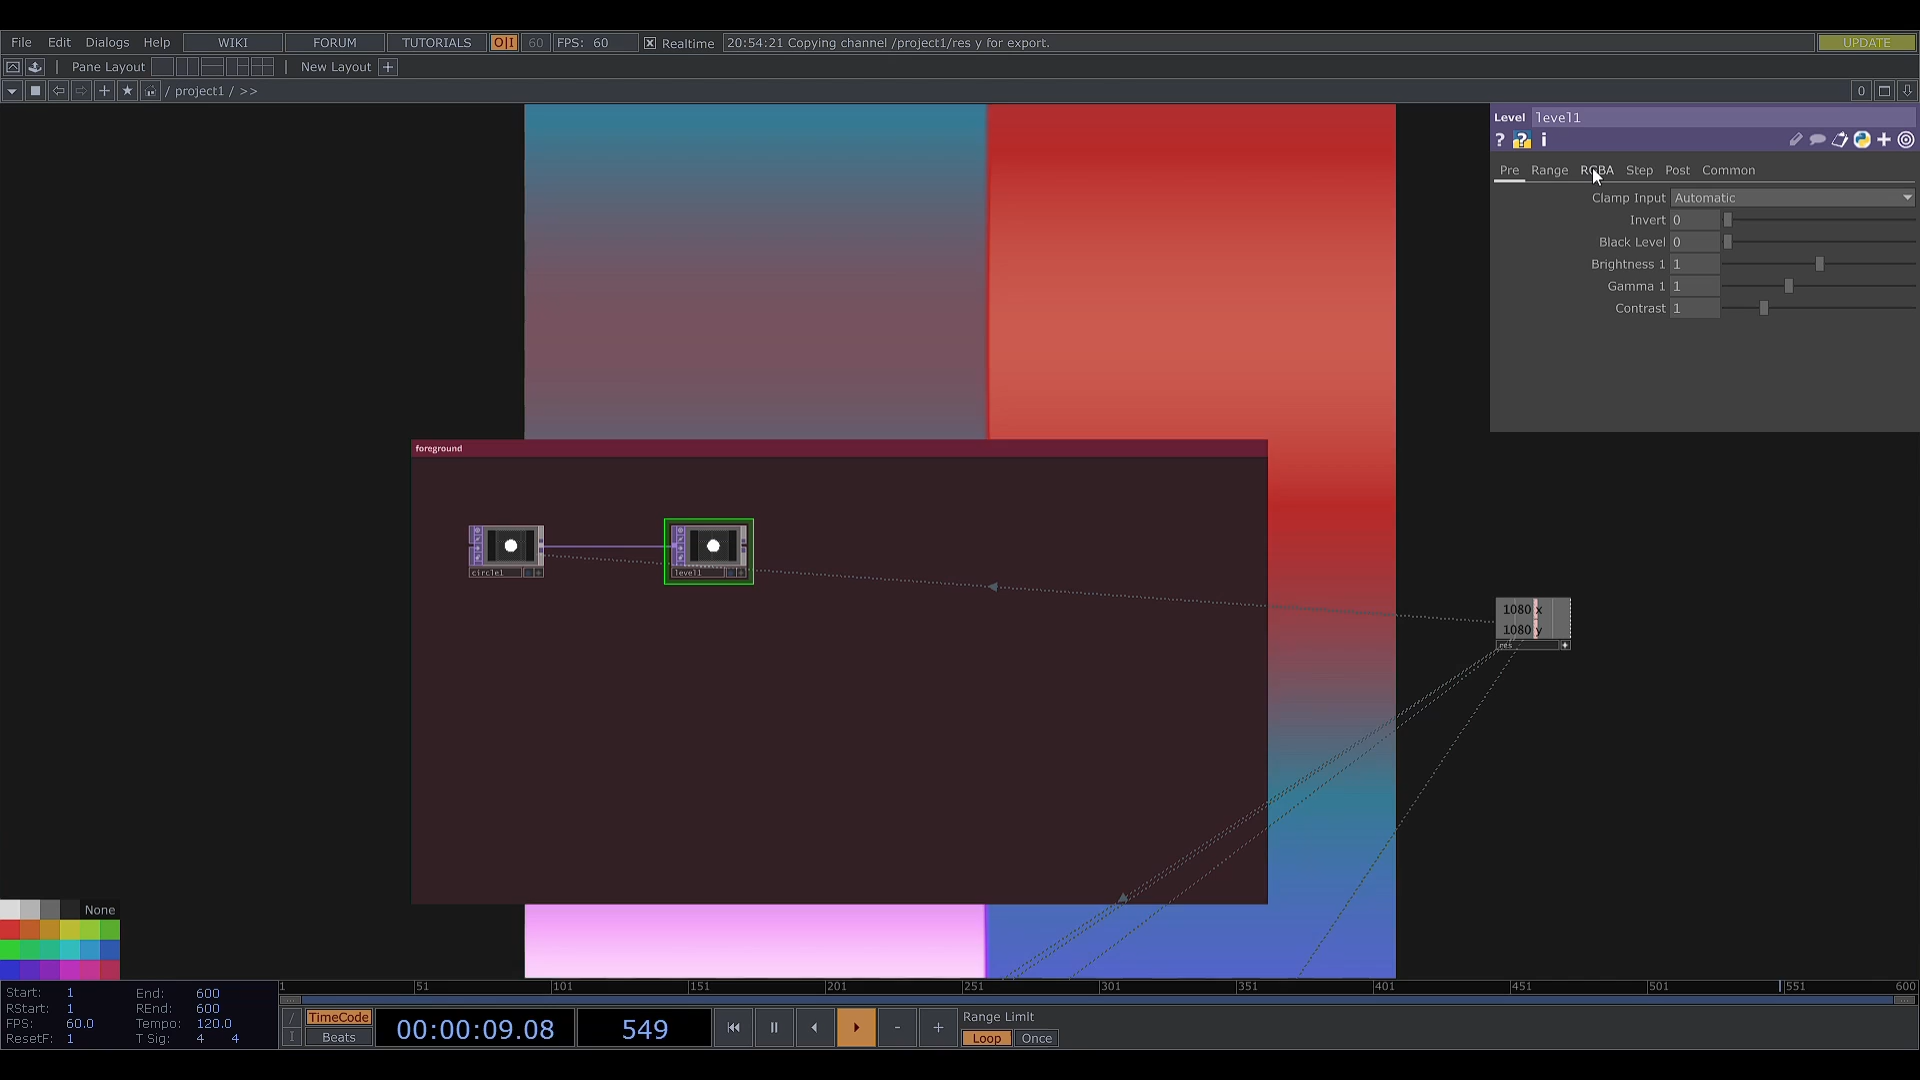 File Edit Dialogs Help WIKI FORUM TUTORIALS O|I 60 FPS: 60 Realtime 20:54:21 Copying channel /project1/res y for export. UPDATE
Pane Layout New Layout +
/ project1 / >> 0
Level level1
? ? i
Pre Range RGBA Step Post Common
Clamp Input Automatic
Invert 0
Black Level 0
Brightness 1 1
Gamma 1 1
Contrast 1
foreground
circle1 level1
1080 x
1080 y
res
None
Start: 1 End: 600
RStart: 1 REnd: 600
FPS: 60.0 Tempo: 120.0
ResetF: 1 T Sig: 4 4
1 51 101 151 201 251 301 351 401 451 501 551 600
TimeCode
Beats
00:00:09.08 549
- +
Range Limit
Loop Once